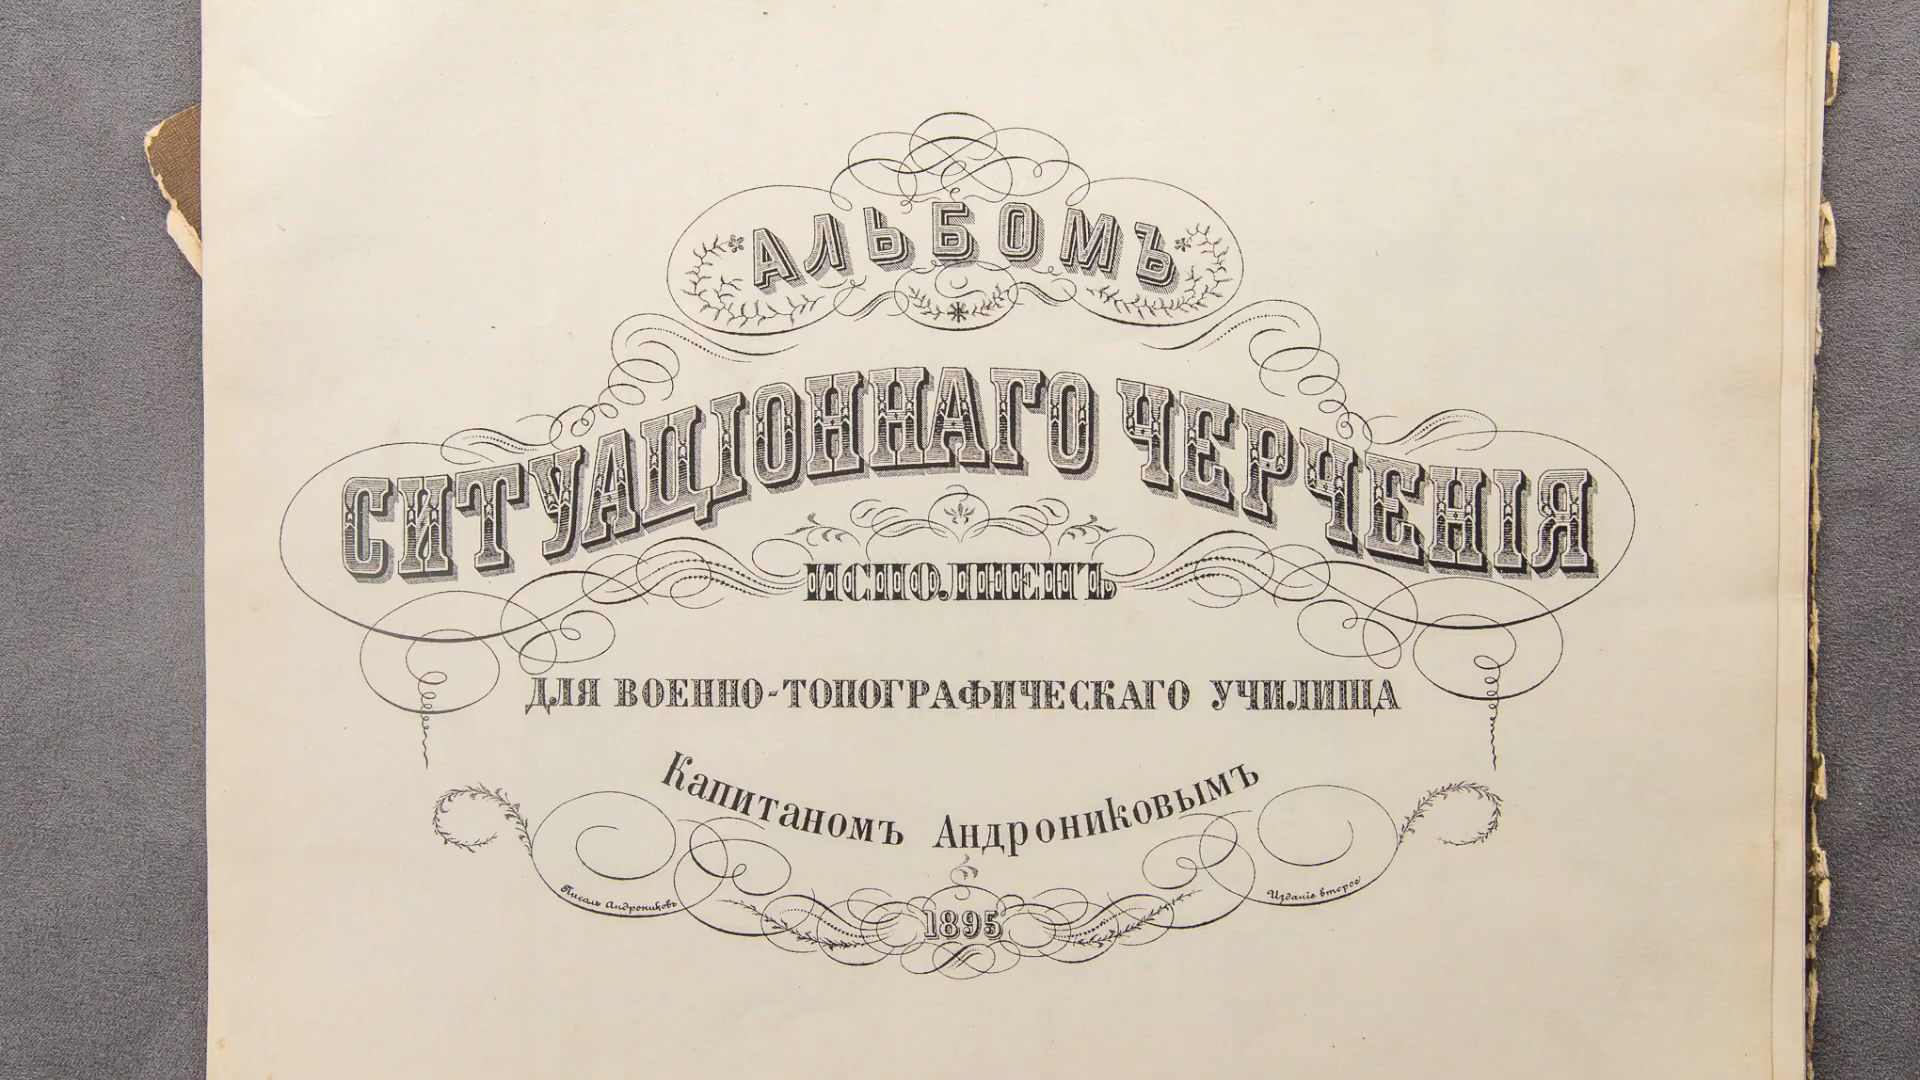 АЛЬБОМЪ
СИТУАЦІОННАГО ЧЕРЧЕНІЯ
ИСПОЛНЕНЪ
ДЛЯ ВОЕННО-ТОПОГРАФИЧЕСКАГО УЧИЛИЩА
Капитаномъ Андрониковымъ
Писалъ Андрониковъ
Изданіе второе
1895